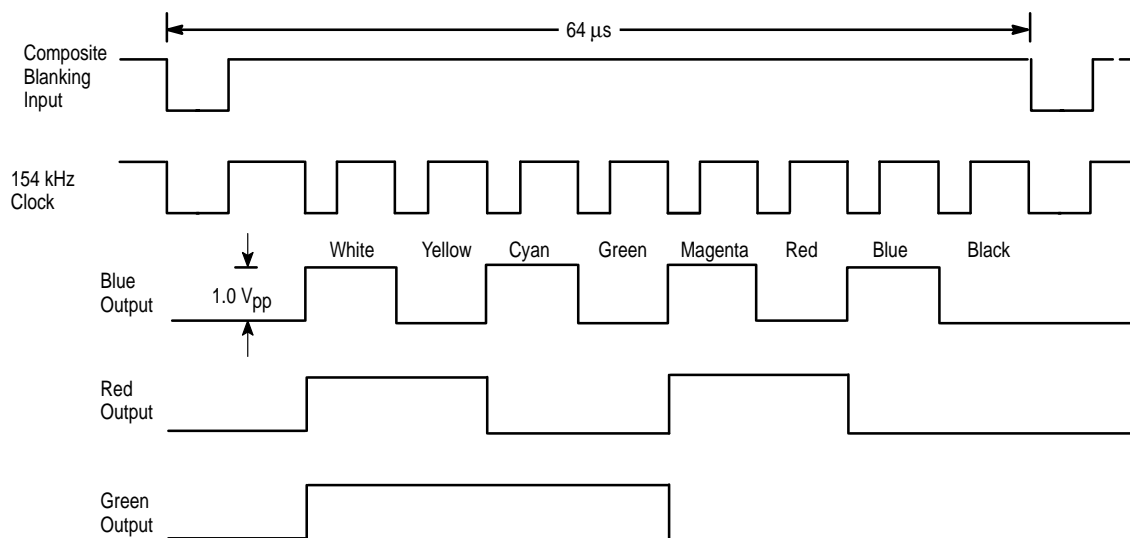 64 μs
Composite
Blanking
Input
154 kHz
Clock
White Yellow Cyan Green Magenta Red Blue Black
Blue
Output
1.0 Vpp
Red
Output
Green
Output